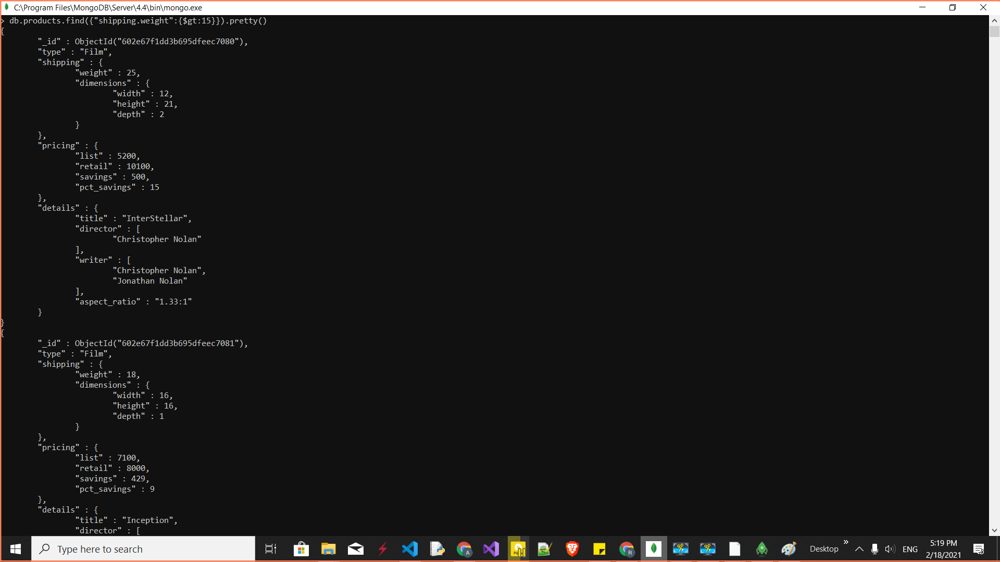 C:\Program Files\MongoDB\Server\4.4\bin\mongo.exe
> db.products.find({"shipping.weight":{$gt:15}}).pretty()
{
        "_id" : ObjectId("602e67f1dd3b695dfeec7080"),
        "type" : "Film",
        "shipping" : {
                "weight" : 25,
                "dimensions" : {
                        "width" : 12,
                        "height" : 21,
                        "depth" : 2
                }
        },
        "pricing" : {
                "list" : 5200,
                "retail" : 10100,
                "savings" : 500,
                "pct_savings" : 15
        },
        "details" : {
                "title" : "InterStellar",
                "director" : [
                        "Christopher Nolan"
                ],
                "writer" : [
                        "Christopher Nolan",
                        "Jonathan Nolan"
                ],
                "aspect_ratio" : "1.33:1"
        }
}
{
        "_id" : ObjectId("602e67f1dd3b695dfeec7081"),
        "type" : "Film",
        "shipping" : {
                "weight" : 18,
                "dimensions" : {
                        "width" : 16,
                        "height" : 16,
                        "depth" : 1
                }
        },
        "pricing" : {
                "list" : 7100,
                "retail" : 8000,
                "savings" : 429,
                "pct_savings" : 9
        },
        "details" : {
                "title" : "Inception",
                "director" : [
Type here to search
Desktop
ENG
5:19 PM
2/18/2021